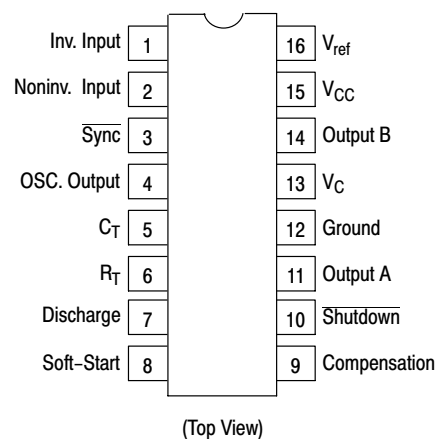 Inv. Input 1 16 Vref
Noninv. Input 2 15 VCC
Sync 3 14 Output B
OSC. Output 4 13 VC
CT 5 12 Ground
RT 6 11 Output A
Discharge 7 10 Shutdown
Soft-Start 8 9 Compensation
(Top View)